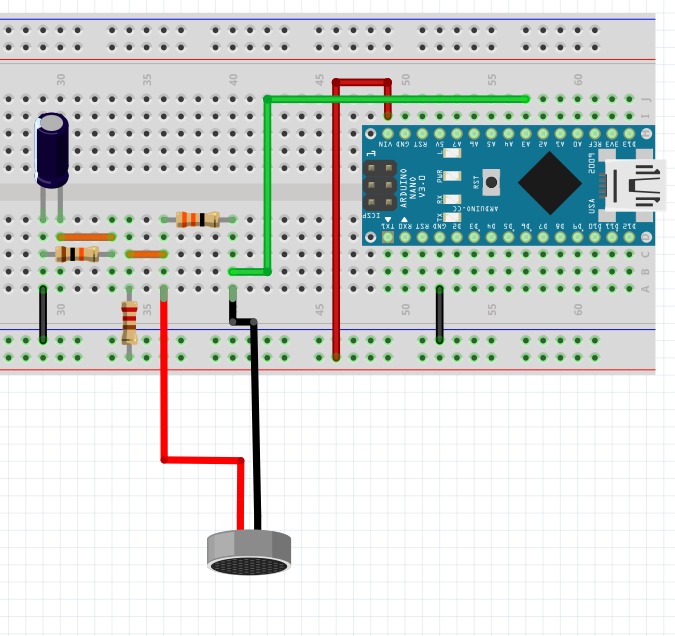 30 35 40 45 50 55 60
J
I
H
VIN GND RST 5V A7 A6 A5 A4 A3 A2 A1 A0 REF 3V3 D13
L
PWR
RX
TX
RST
ARDUINO
NANO
V3.0
ARDUINO.CC
2009
USA
ICSP
1
TX1 RX0 RST GND D2 D3 D4 D5 D6 D7 D8 D9 D10 D11 D12
D
C
B
A
30 35 45 50 55 60